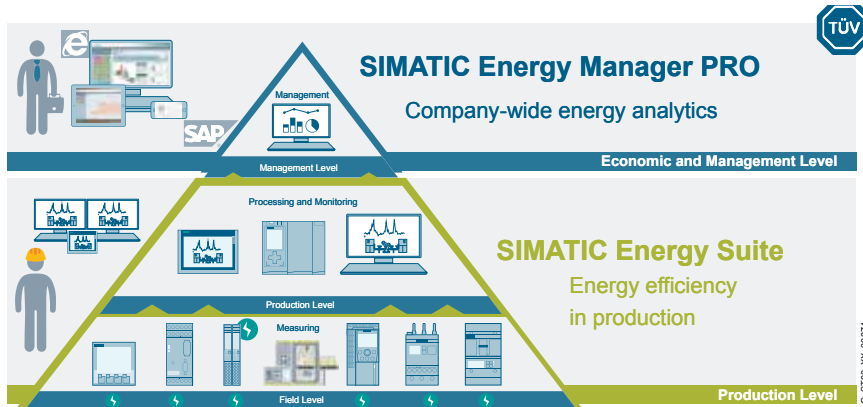 TÜV
SIMATIC Energy Manager PRO
Management
Company-wide energy analytics
SAP
Management Level
Economic and Management Level
Processing and Monitoring
SIMATIC Energy Suite
Energy efficiency
in production
Production Level
Measuring
Field Level
Production Level